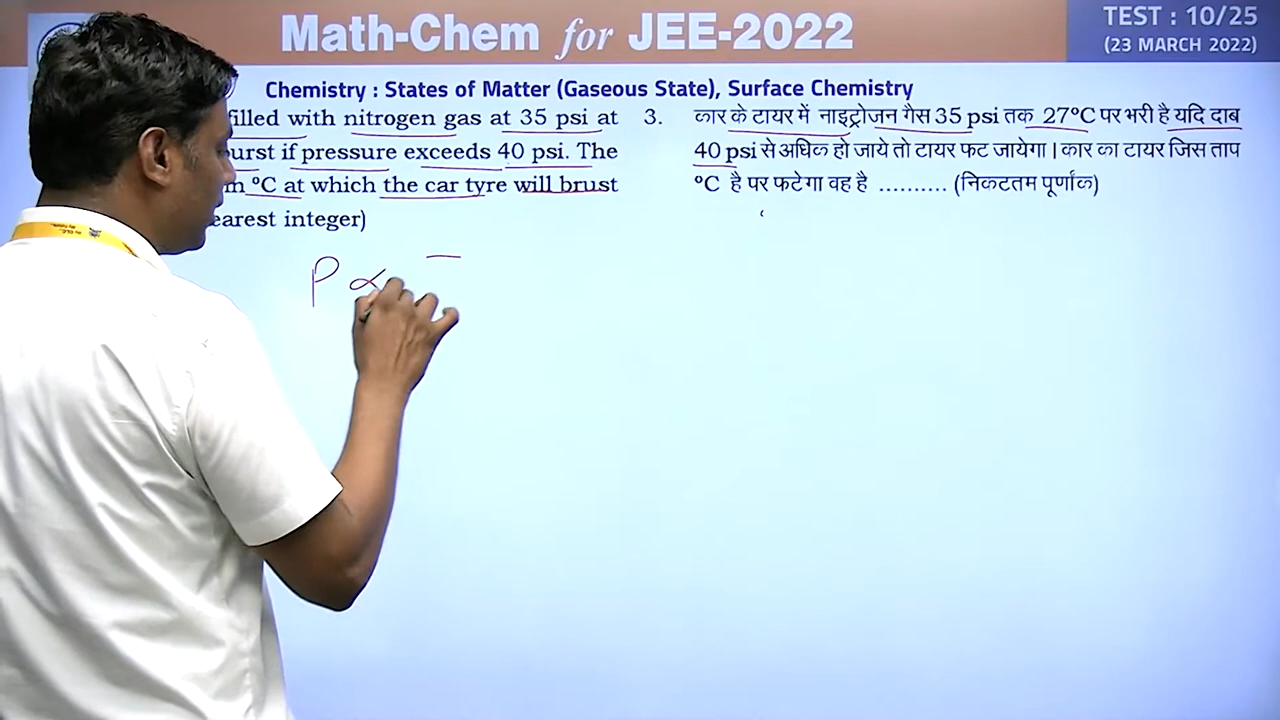 Math-Chem for JEE-2022
TEST : 10/25
(23 MARCH 2022)
Chemistry : States of Matter (Gaseous State), Surface Chemistry
filled with nitrogen gas at 35 psi at
if pressure exceeds 40 psi. The
ºC at which the car tyre will brust
integer)
3. कार के टायर में नाइट्रोजन गैस 35 psi तक 27ºC पर भरी है यदि दाब
40 psi से अधिक हो जाये तो टायर फट जायेगा। कार का टायर जिस ताप
ºC है पर फटेगा वह है .......... (निकटतम पूर्णांक)
P ∝